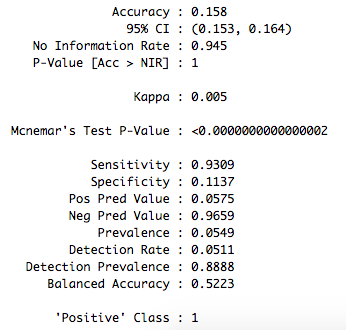 Accuracy : 0.158
95% CI : (0.153, 0.164)
No Information Rate : 0.945
P-Value [Acc > NIR] : 1
Kappa : 0.005
Mcnemar's Test P-Value : <0.0000000000000002
Sensitivity : 0.9309
Specificity : 0.1137
Pos Pred Value : 0.0575
Neg Pred Value : 0.9659
Prevalence : 0.0549
Detection Rate : 0.0511
Detection Prevalence : 0.8888
Balanced Accuracy : 0.5223
'Positive' Class : 1